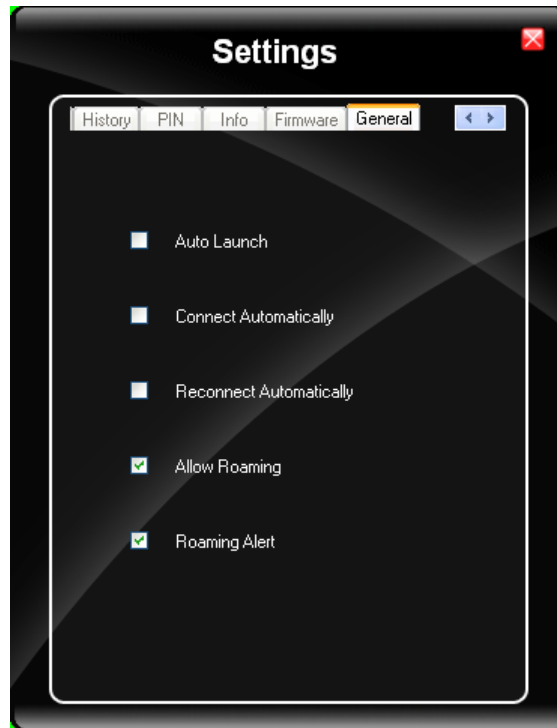 Settings
History PIN Info Firmware General
Auto Launch
Connect Automatically
Reconnect Automatically
Allow Roaming
Roaming Alert